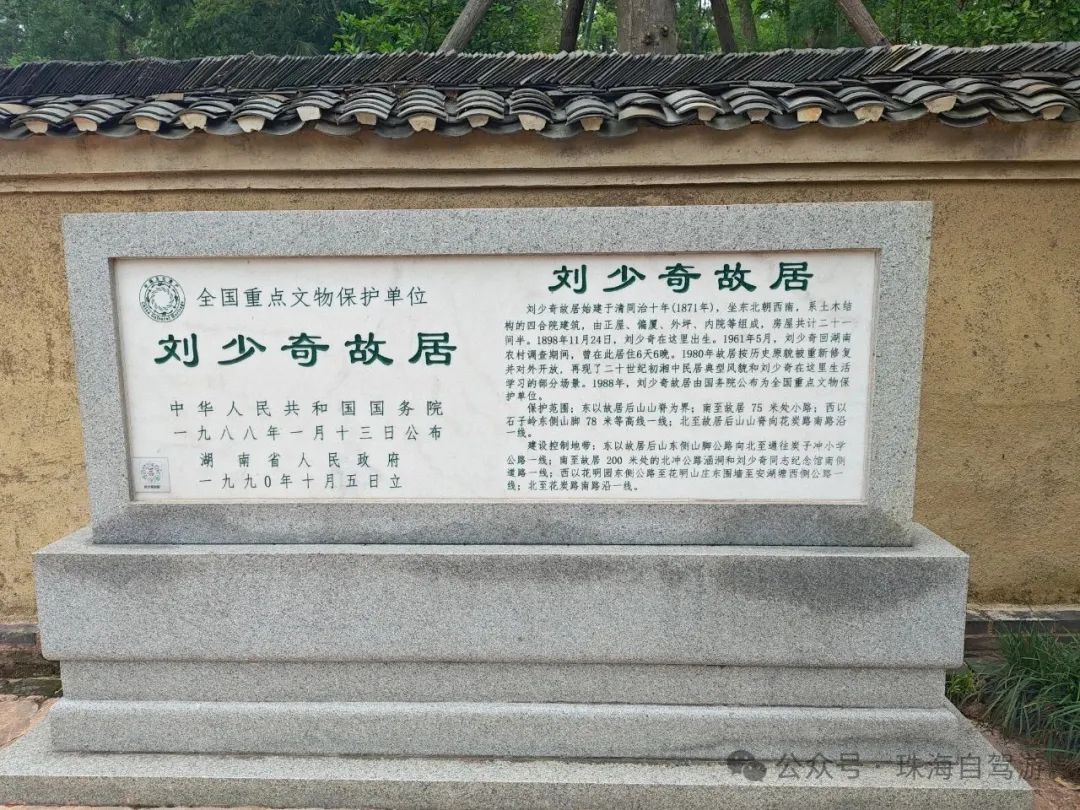 全国重点文物保护单位
刘少奇故居
中华人民共和国国务院
一九八八年一月十三日公布
湖南省人民政府
一九九〇年十月五日立
刘少奇故居
刘少奇故居始建于清同治十年(1871年)，坐东北朝西南，系土木结
构的四合院建筑，由正屋、偏厦、外坪、内院等组成，房屋共计二十一
间半。1898年11月24日，刘少奇在这里出生。1961年5月，刘少奇回湖南
农村调查期间，曾在此居住6天6晚。1980年故居按历史原貌被重新修复
并对外开放，再现了二十世纪初湘中民居典型风貌和刘少奇在这里生活
学习的部分场景。1988年，刘少奇故居由国务院公布为全国重点文物保
护单位。
保护范围：东以故居后山山脊为界；南至故居 75 米处小路；西以
石子岭东侧山脚 78 米等高线一线；北至故居后山山脊向花炭路南路沿
一线。
建设控制地带：东以故居后山东侧山脚公路向北至通往炭子冲小学
公路一线；南至故居 200 米处的北冲公路涵洞和刘少奇同志纪念馆南侧
道路一线；西以花明园东侧公路至花明山庄东围墙至安湖塘西侧公路一
线；北至花炭路南路沿一线。
公众号·珠海自驾游